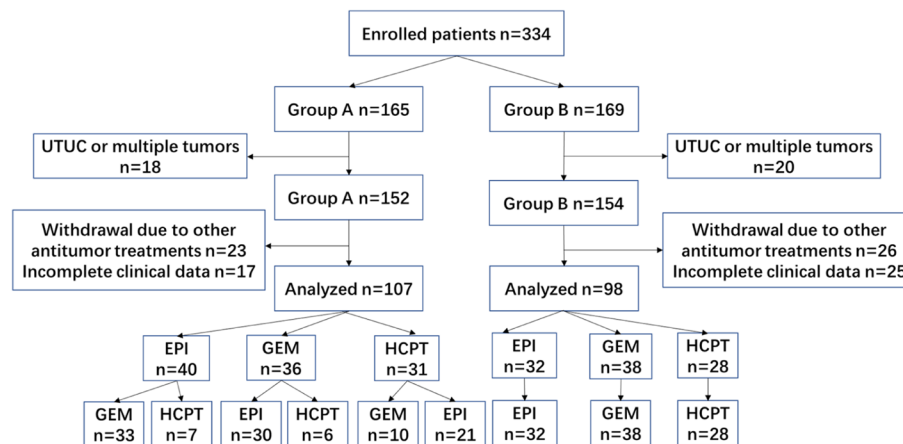 Enrolled patients n=334
Group A n=165
Group B n=169
UTUC or multiple tumors
n=18
UTUC or multiple tumors
n=20
Group A n=152
Group B n=154
Withdrawal due to other
antitumor treatments n=23
Incomplete clinical data n=17
Withdrawal due to other
antitumor treatments n=26
Incomplete clinical data n=25
Analyzed n=107
Analyzed n=98
EPI
n=40
GEM
n=36
HCPT
n=31
EPI
n=32
GEM
n=38
HCPT
n=28
GEM
n=33
HCPT
n=7
EPI
n=30
HCPT
n=6
GEM
n=10
EPI
n=21
EPI
n=32
GEM
n=38
HCPT
n=28